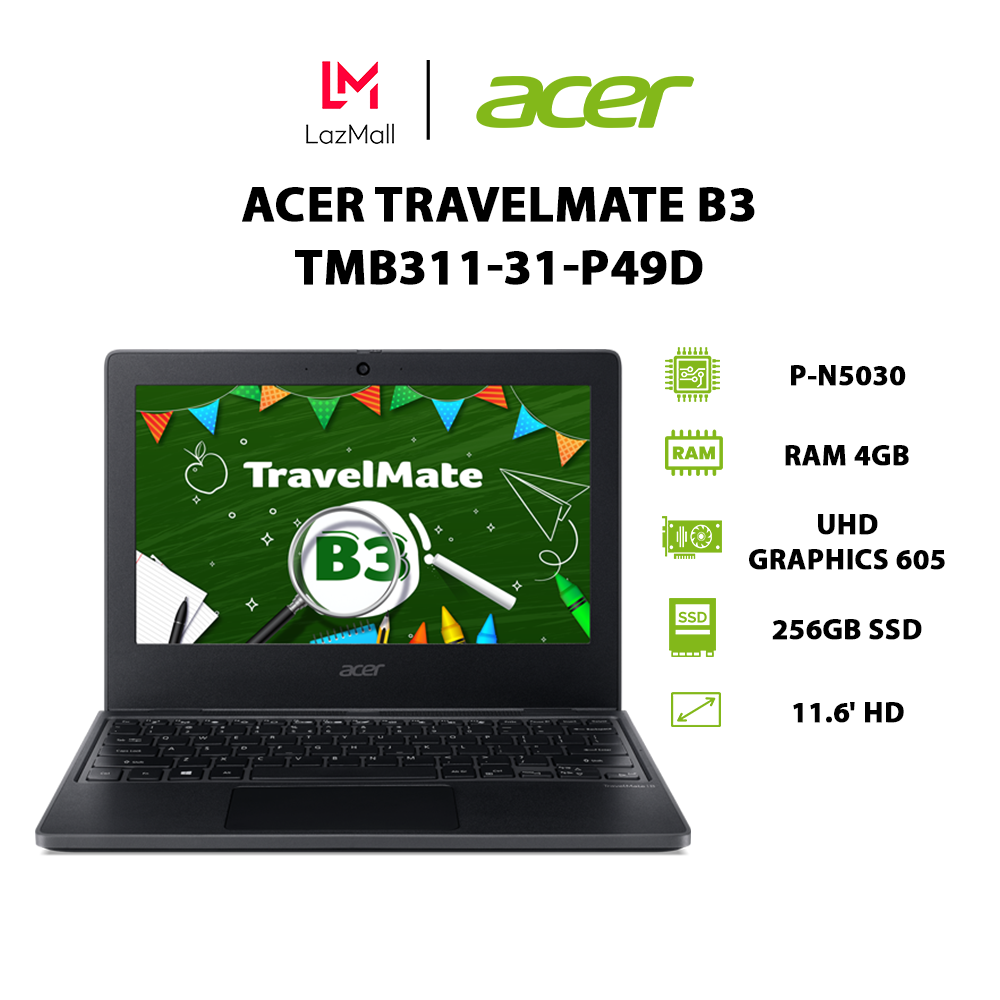 LM
LazMall
acer
ACER TRAVELMATE B3
TMB311-31-P49D
P-N5030
RAM
RAM 4GB
UHD
GRAPHICS 605
SSD
256GB SSD
11.6' HD
TravelMate
B3
acer